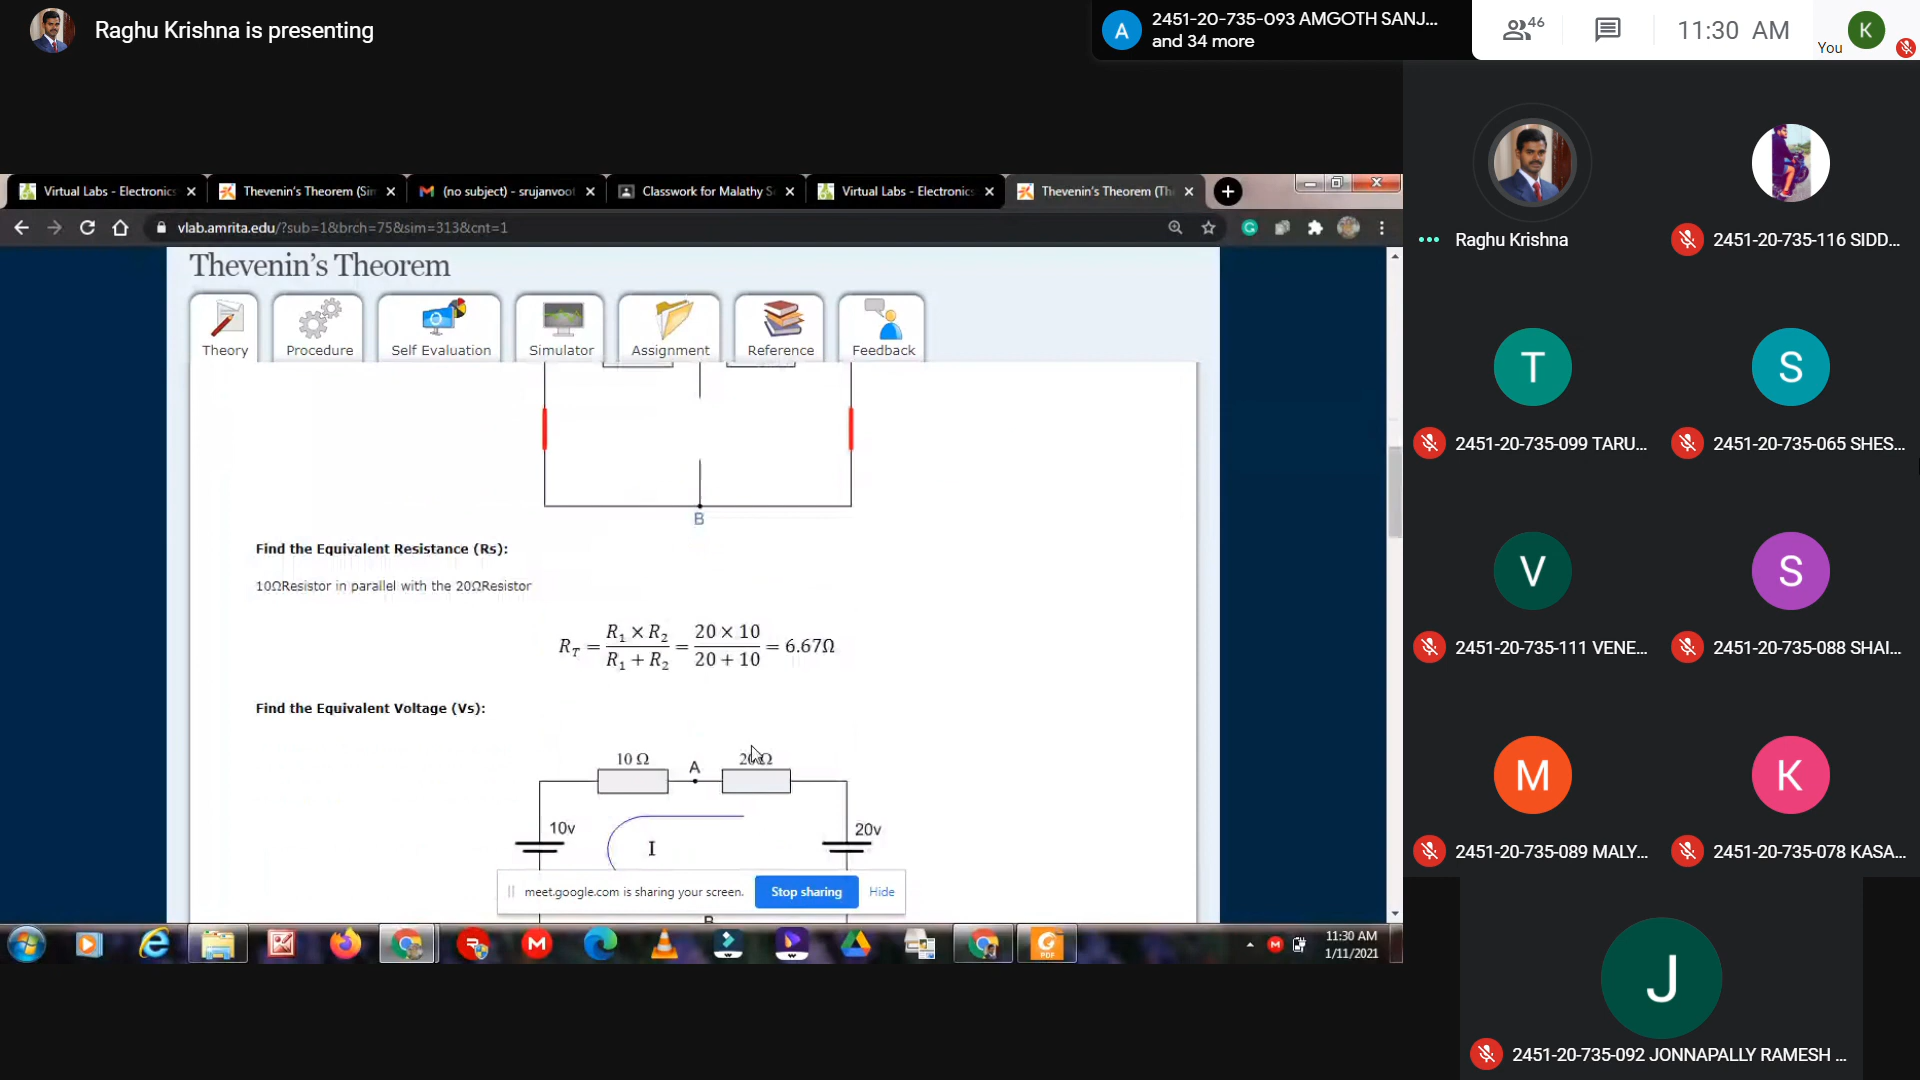 Raghu Krishna is presenting
A
2451-20-735-093 AMGOTH SANJ...
and 34 more
46
11:30 AM
You
K
Virtual Labs - Electronics
Thevenin's Theorem (Sim
(no subject) - srujanvoot
Classwork for Malathy S
Virtual Labs - Electronics
Thevenin's Theorem (Th
vlab.amrita.edu/?sub=1&brch=75&sim=313&cnt=1
Thevenin's Theorem
Theory
Procedure
Self Evaluation
Simulator
Assignment
Reference
Feedback
B
Find the Equivalent Resistance (Rs):
10ΩResistor in parallel with the 20ΩResistor
R_T = (R₁ × R₂)/(R₁ + R₂) = (20 × 10)/(20 + 10) = 6.67Ω
Find the Equivalent Voltage (Vs):
10 Ω
A
20Ω
10v
I
20v
meet.google.com is sharing your screen.
Stop sharing
Hide
B
11:30 AM
1/11/2021
Raghu Krishna
2451-20-735-116 SIDD...
T
S
2451-20-735-099 TARU...
2451-20-735-065 SHES...
V
S
2451-20-735-111 VENE...
2451-20-735-088 SHAI...
M
K
2451-20-735-089 MALY...
2451-20-735-078 KASA...
J
2451-20-735-092 JONNAPALLY RAMESH ...